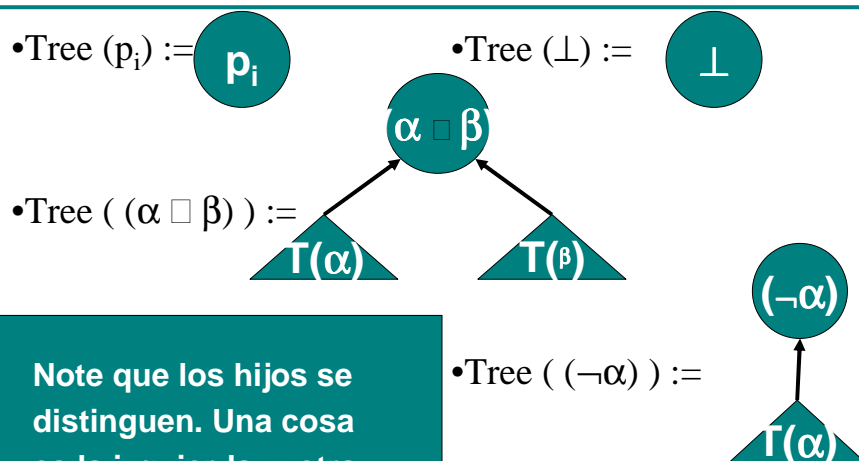 •Tree (pᵢ) := pᵢ
•Tree (⊥) := ⊥
(α □ β)
•Tree ( (α □ β) ) :=
T(α) T(β)
(¬α)
•Tree ( (¬α) ) :=
T(α)
Note que los hijos se
distinguen. Una cosa